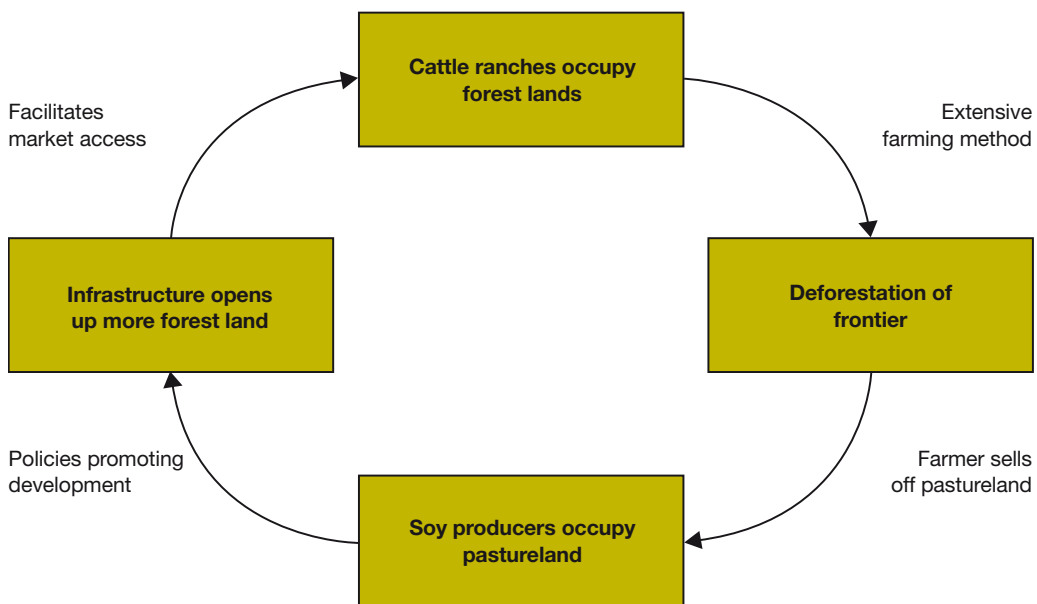 Cattle ranches occupy
forest lands
Facilitates
market access
Extensive
farming method
Infrastructure opens
up more forest land
Deforestation of
frontier
Policies promoting
development
Farmer sells
off pastureland
Soy producers occupy
pastureland